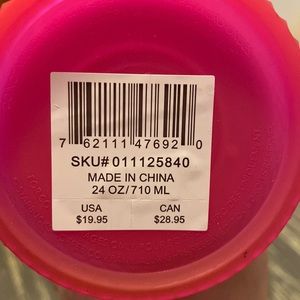 7 62111 47692 0
SKU# 011125840
MADE IN CHINA
24 OZ/710 ML
USA CAN
$19.95 $28.95